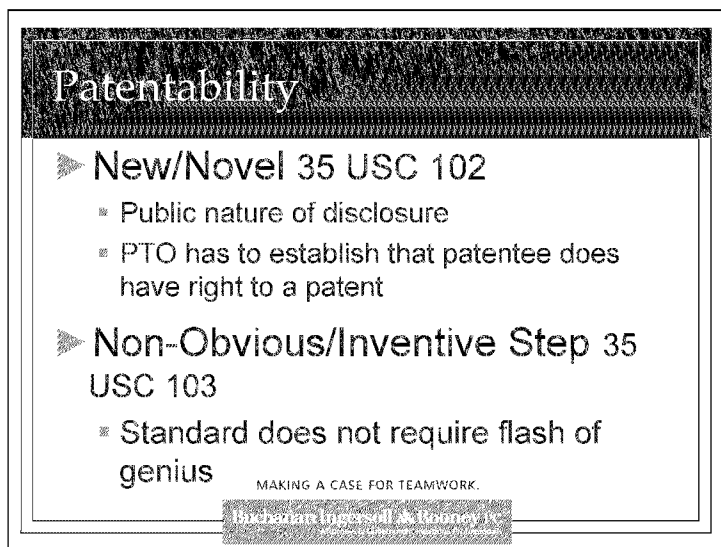 Patentability
New/Novel 35 USC 102
Public nature of disclosure
PTO has to establish that patentee does
have right to a patent
Non-Obvious/Inventive Step 35
USC 103
Standard does not require flash of
genius
MAKING A CASE FOR TEAMWORK.
Buchanan Ingersoll & Rooney PC